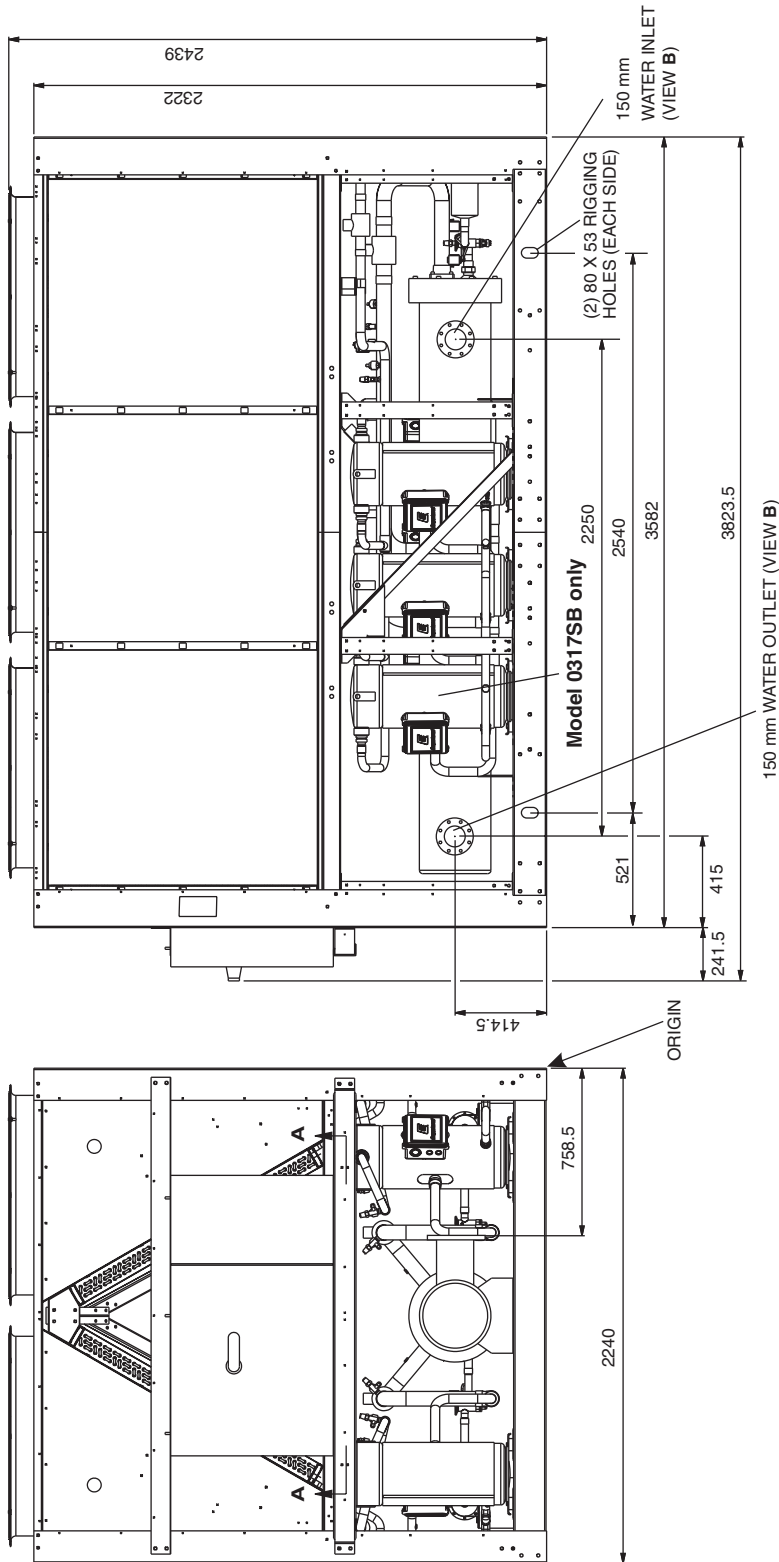 2439
2322
150 mm
WATER INLET
(VIEW B)
(2) 80 X 53 RIGGING
HOLES (EACH SIDE)
2250
2540
3582
3823.5
Model 0317SB only
150 mm WATER OUTLET (VIEW B)
521
415
241.5
414.5
ORIGIN
A
A
758.5
2240